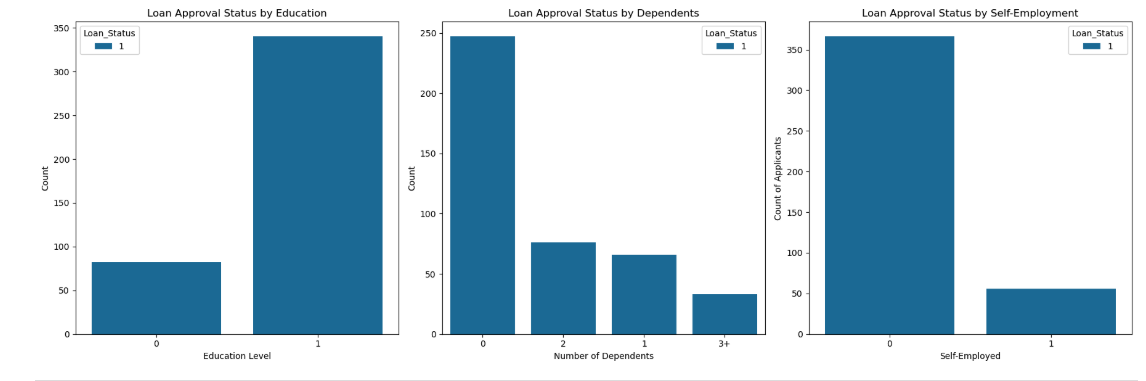 Loan Approval Status by Education
Loan_Status
1
350
300
250
200
150
100
50
0
Count
0 1
Education Level
Loan Approval Status by Dependents
Loan_Status
1
250
200
150
100
50
0
Count
0 2 1 3+
Number of Dependents
Loan Approval Status by Self-Employment
Loan_Status
1
350
300
250
200
150
100
50
0
Count of Applicants
0 1
Self-Employed